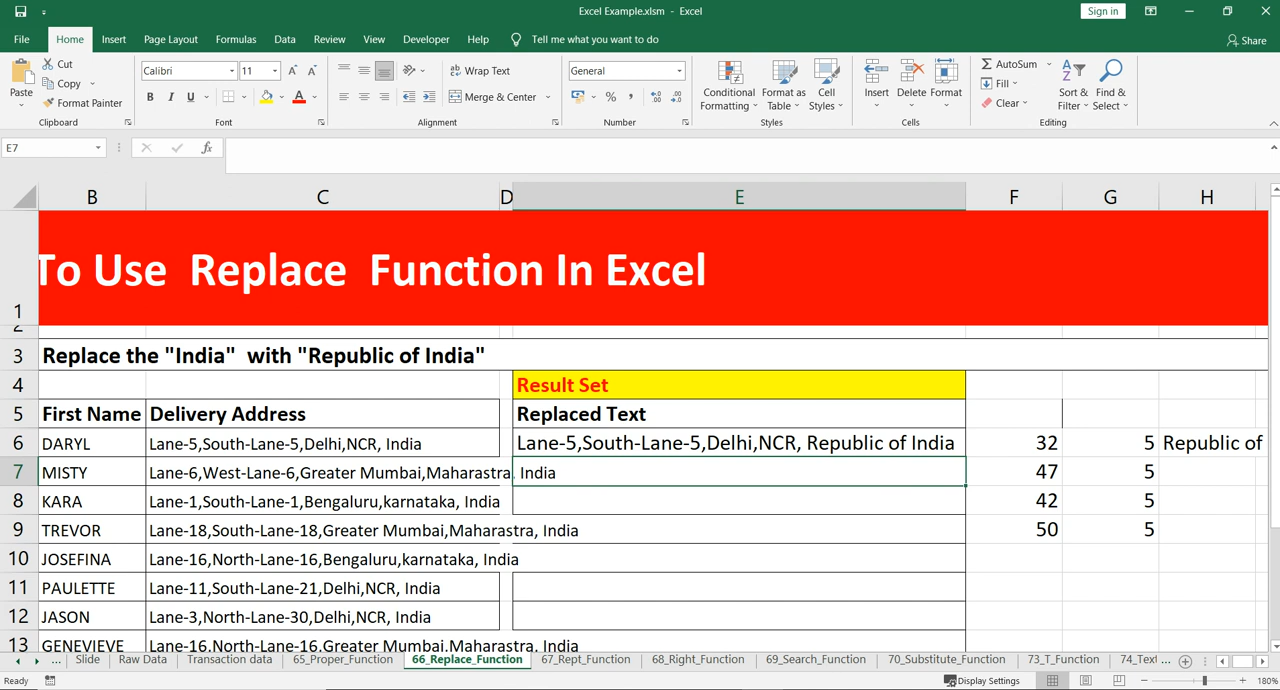 Excel Example.xlsm - Excel
Sign in
File Home Insert Page Layout Formulas Data Review View Developer Help Tell me what you want to do Share
Paste Cut Copy Format Painter Clipboard
Calibri 11 B I U A Font
Wrap Text Merge & Center Alignment
General % , Number
Conditional Formatting Format as Table Cell Styles Styles
Insert Delete Format Cells
AutoSum Fill Clear Sort & Filter Find & Select Editing
E7 fx
B C D E F G H
1 To Use Replace Function In Excel
2
3 Replace the "India" with "Republic of India"
4 Result Set
5 First Name Delivery Address Replaced Text
6 DARYL Lane-5,South-Lane-5,Delhi,NCR, India Lane-5,South-Lane-5,Delhi,NCR, Republic of India 32 5 Republic of
7 MISTY Lane-6,West-Lane-6,Greater Mumbai,Maharastra, India 47 5
8 KARA Lane-1,South-Lane-1,Bengaluru,karnataka, India 42 5
9 TREVOR Lane-18,South-Lane-18,Greater Mumbai,Maharastra, India 50 5
10 JOSEFINA Lane-16,North-Lane-16,Bengaluru,karnataka, India
11 PAULETTE Lane-11,South-Lane-21,Delhi,NCR, India
12 JASON Lane-3,North-Lane-30,Delhi,NCR, India
13 GENEVIEVE Lane-16,North-Lane-16,Greater Mumbai,Maharastra, India
... Slide Raw Data Transaction data 65_Proper_Function 66_Replace_Function 67_Rept_Function 68_Right_Function 69_Search_Function 70_Substitute_Function 73_T_Function 74_Text ...
Ready Display Settings 180%